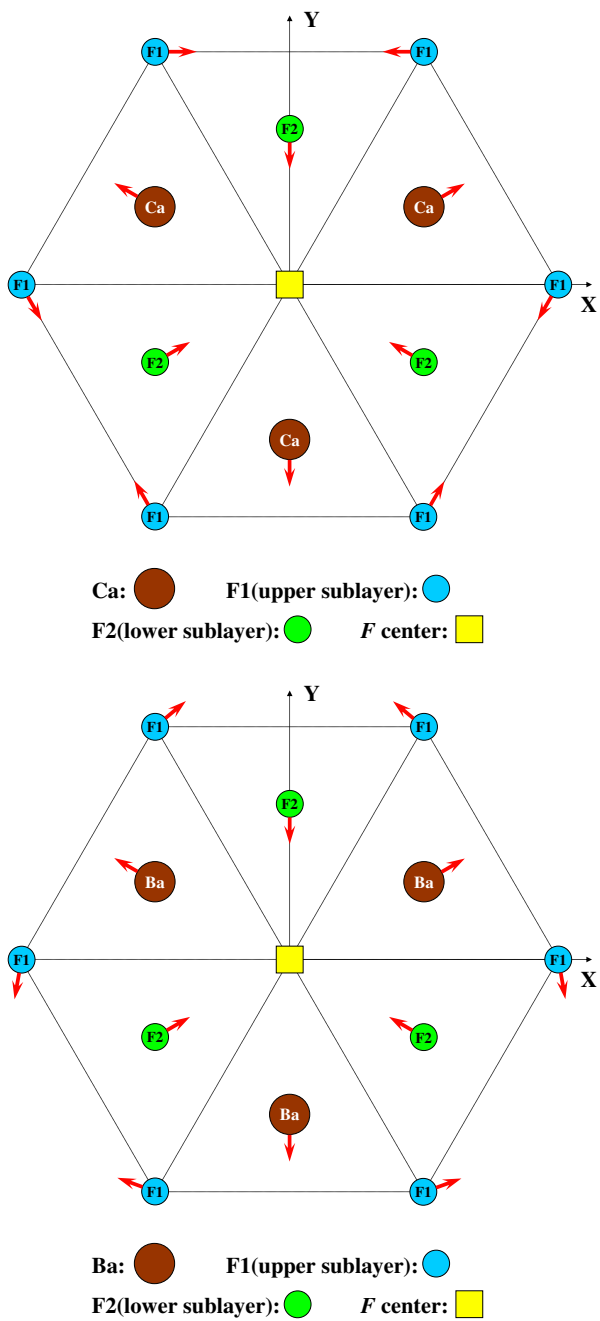 Y
F1 F1
F2
Ca Ca
F1 F1
X
F2 F2
Ca
F1 F1
Ca: F1(upper sublayer):
F2(lower sublayer): F center:
Y
F1 F1
F2
Ba Ba
F1 F1
X
F2 F2
Ba
F1 F1
Ba: F1(upper sublayer):
F2(lower sublayer): F center: